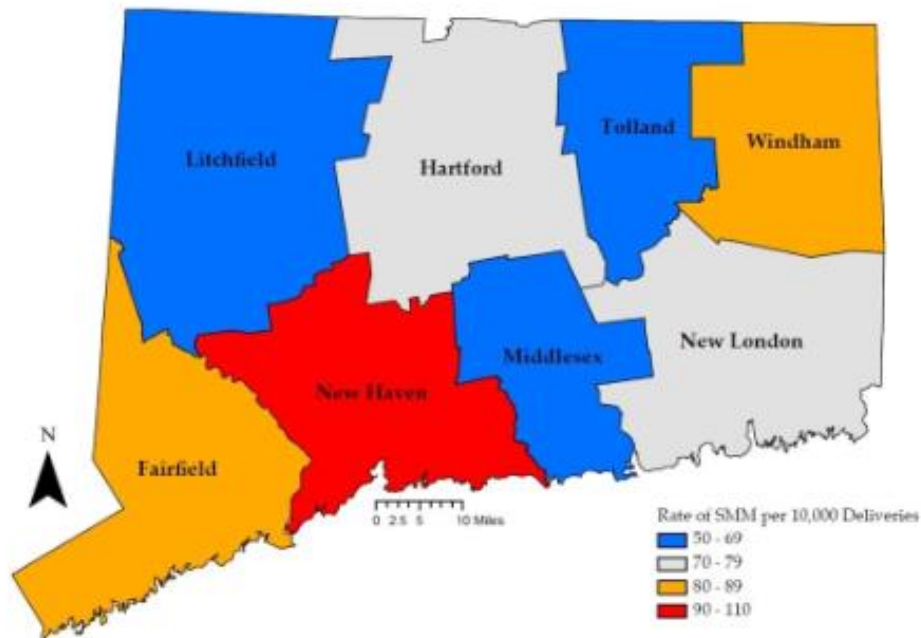 Litchfield
Hartford
Tolland
Windham
New Haven
Middlesex
New London
Fairfield
N
0 2.5 5 10 Miles
Rate of SMM per 10,000 Deliveries
50 - 69
70 - 79
80 - 89
90 - 110